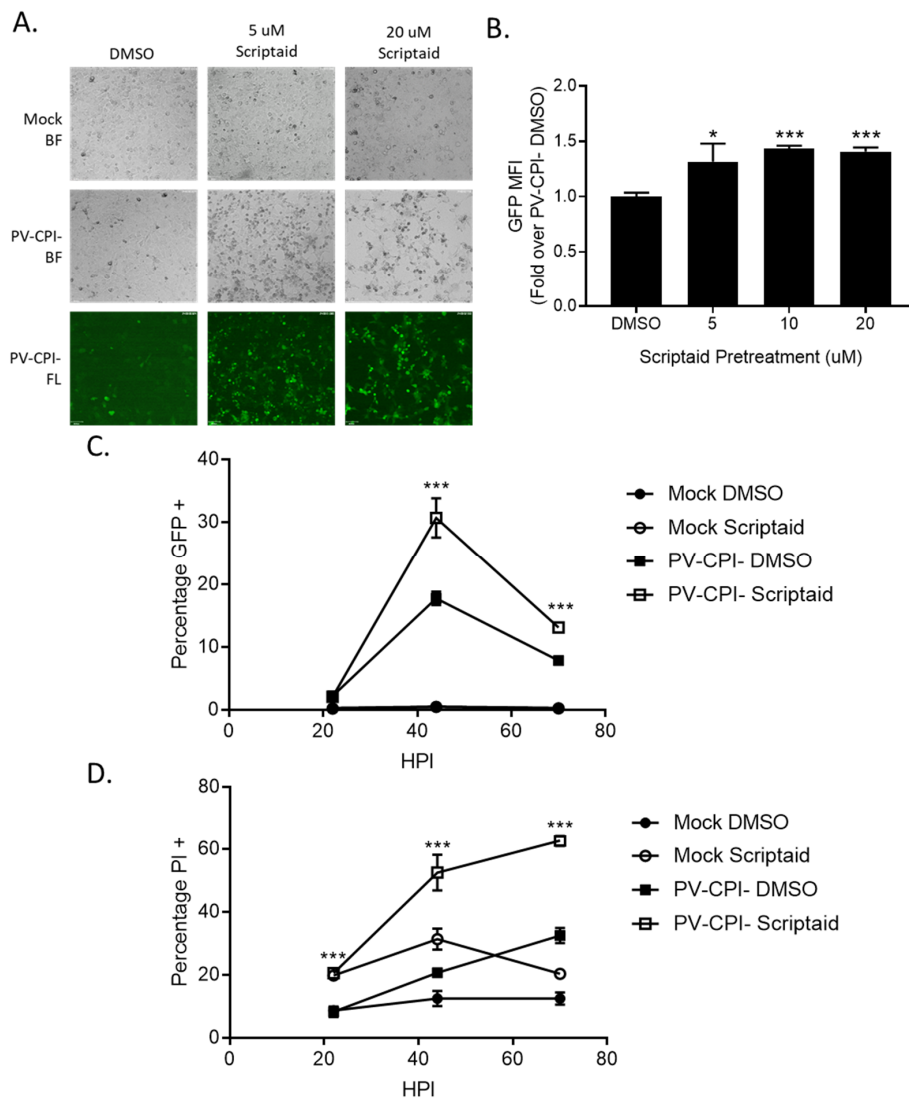 A.
DMSO
5 uM
Scriptaid
20 uM
Scriptaid
Mock
BF
PV-CPI-
BF
PV-CPI-
FL
B.
GFP MFI
(Fold over PV-CPI- DMSO)
2.0
1.5
1.0
0.5
0.0
*
***
***
DMSO
5
10
20
Scriptaid Pretreatment (uM)
C.
Percentage GFP +
40
30
20
10
0
***
***
0
20
40
60
80
HPI
Mock DMSO
Mock Scriptaid
PV-CPI- DMSO
PV-CPI- Scriptaid
D.
Percentage PI +
80
60
40
20
0
***
***
***
0
20
40
60
80
HPI
Mock DMSO
Mock Scriptaid
PV-CPI- DMSO
PV-CPI- Scriptaid